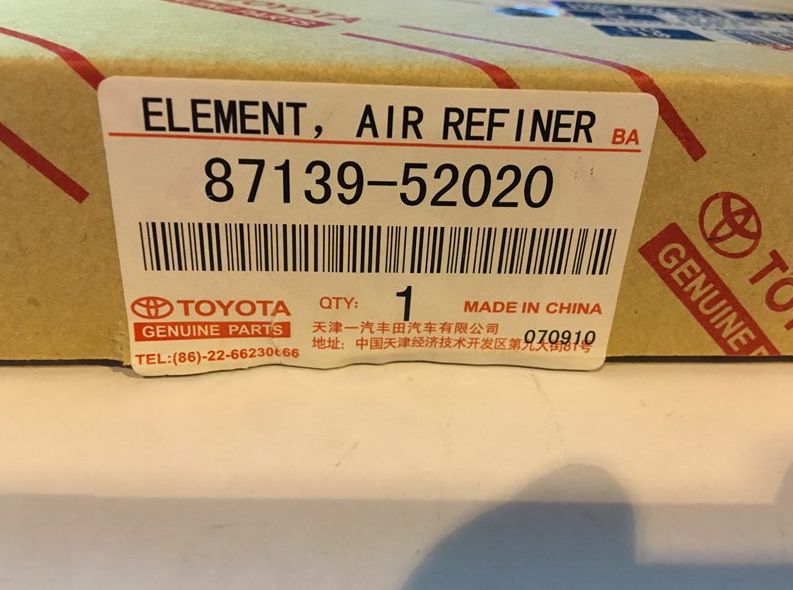 TOYOTA
ELEMENT, AIR REFINER BA
87139-52020
TOYOTA
GENUINE PARTS
QTY: 1
MADE IN CHINA
天津一汽丰田汽车有限公司
地址: 中国天津经济技术开发区第九大街81号
070910
TEL:(86)-22-66230666
GENUINE